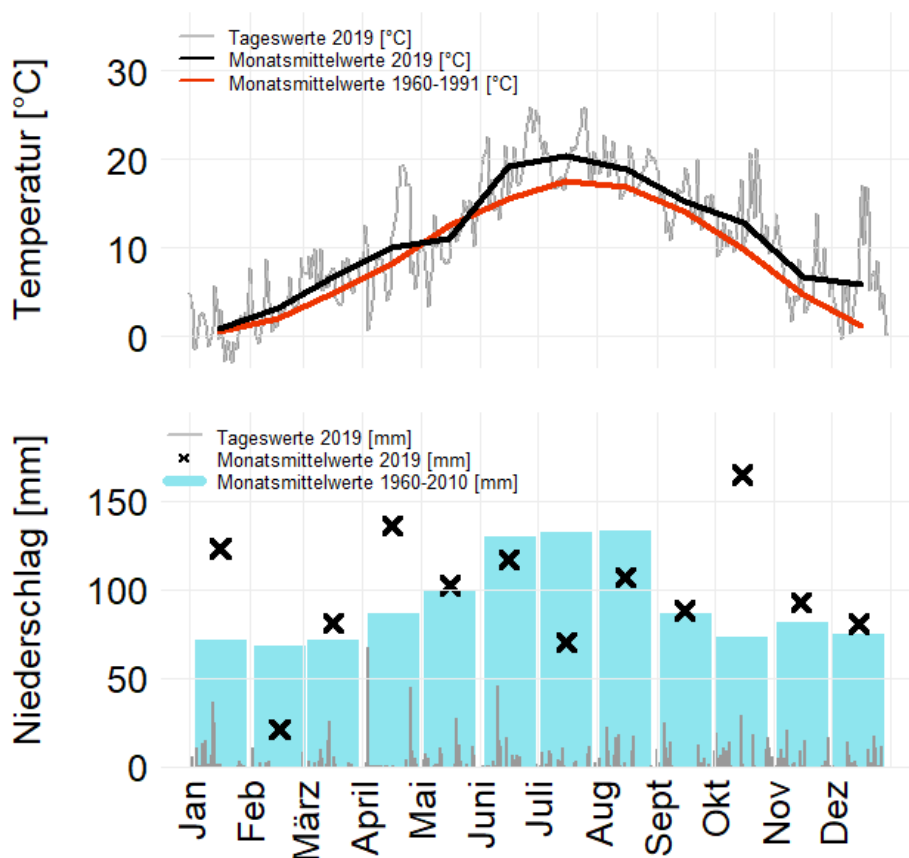 Temperatur [°C]
Tageswerte 2019 [°C]
Monatsmittelwerte 2019 [°C]
Monatsmittelwerte 1960-1991 [°C]
30
20
10
0
Niederschlag [mm]
Tageswerte 2019 [mm]
Monatsmittelwerte 2019 [mm]
Monatsmittelwerte 1960-2010 [mm]
150
100
50
0
Jan
Feb
März
April
Mai
Juni
Juli
Aug
Sept
Okt
Nov
Dez